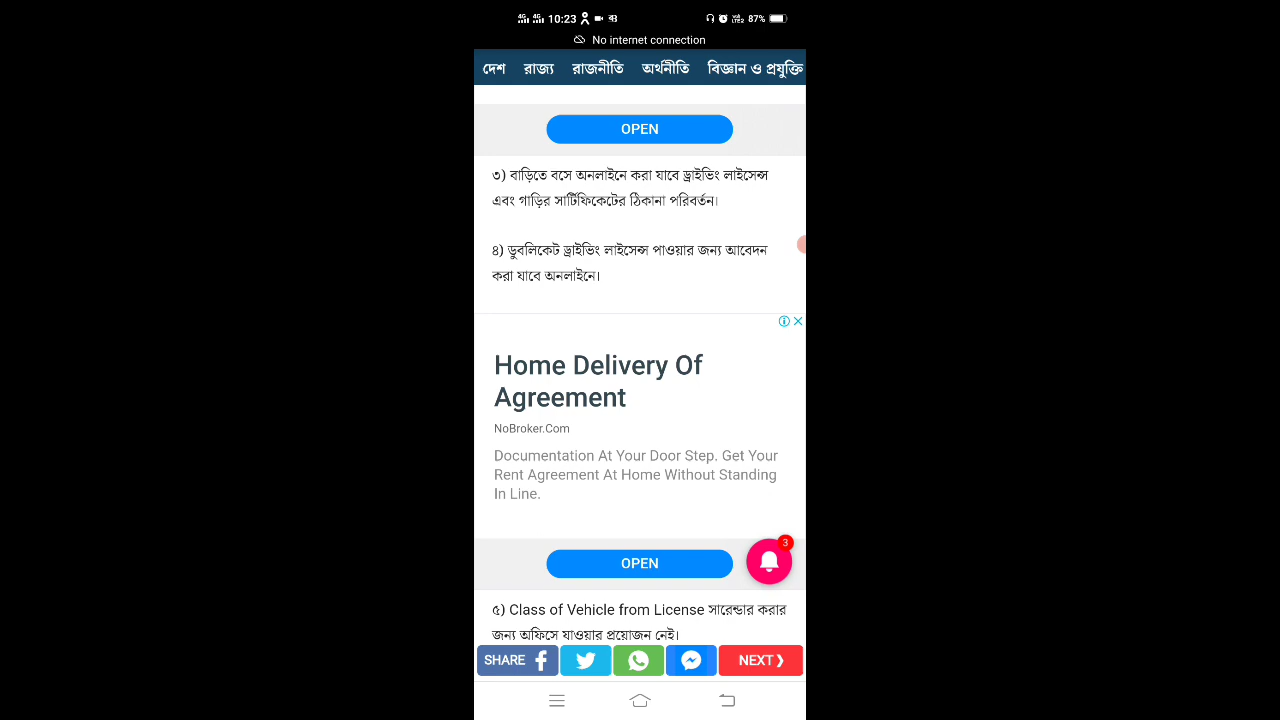 10:23
87%
No internet connection
দেশ রাজ্য রাজনীতি অর্থনীতি বিজ্ঞান ও প্রযুক্তি
OPEN
৩) বাড়িতে বসে অনলাইনে করা যাবে ড্রাইভিং লাইসেন্স
এবং গাড়ির সার্টিফিকেটের ঠিকানা পরিবর্তন।
৪) ডুবলিকেট ড্রাইভিং লাইসেন্স পাওয়ার জন্য আবেদন
করা যাবে অনলাইনে।
Home Delivery Of
Agreement
NoBroker.Com
Documentation At Your Door Step. Get Your
Rent Agreement At Home Without Standing
In Line.
3
OPEN
৫) Class of Vehicle from License সারেন্ডার করার
জন্য অফিসে যাওয়ার প্রয়োজন নেই।
SHARE NEXT ❯